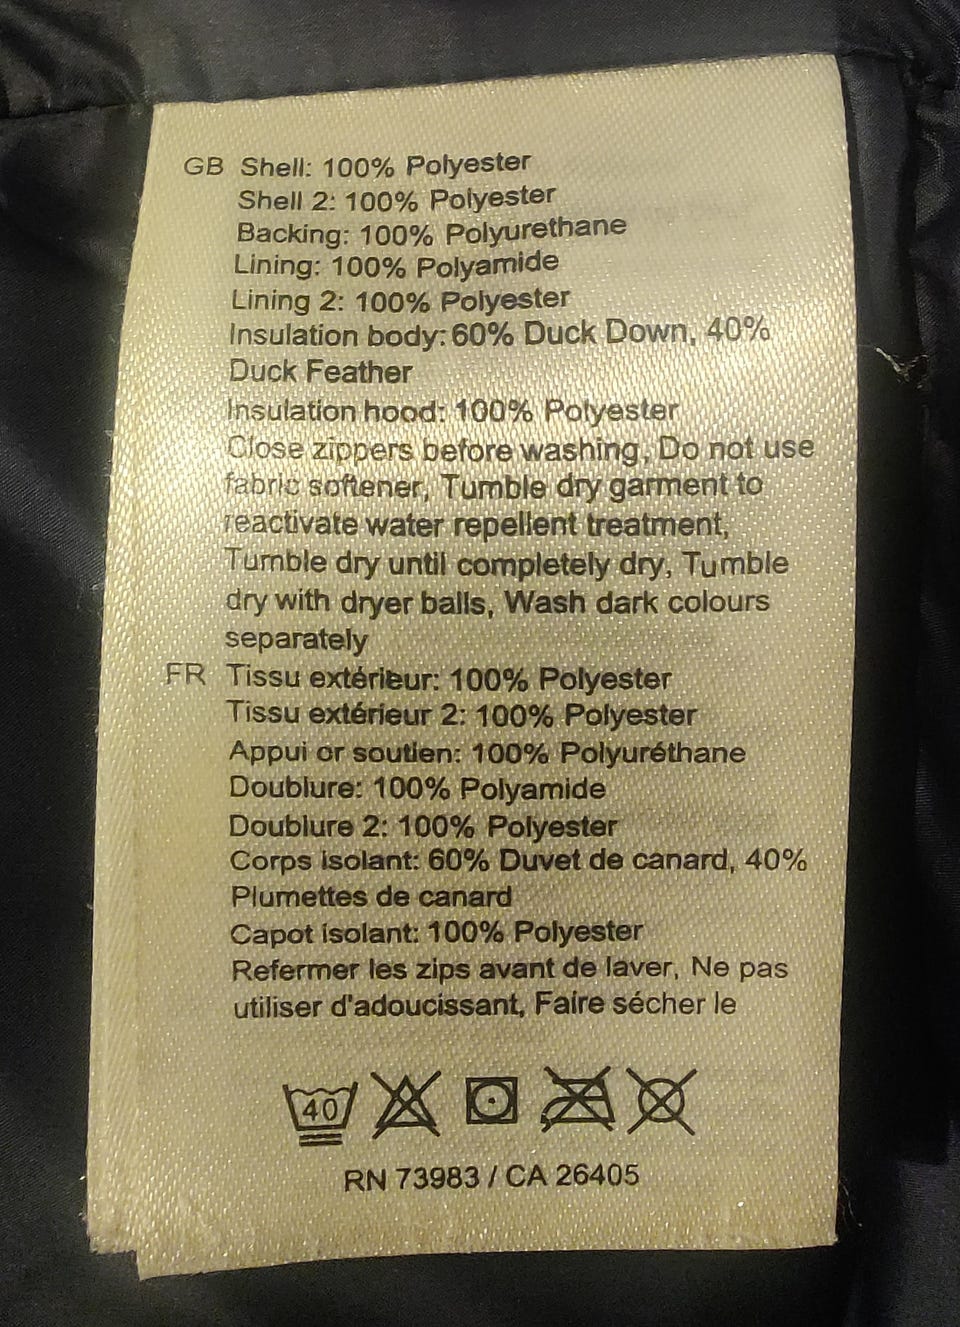 GB Shell: 100% Polyester
Shell 2: 100% Polyester
Backing: 100% Polyurethane
Lining: 100% Polyamide
Lining 2: 100% Polyester
Insulation body: 60% Duck Down, 40%
Duck Feather
Insulation hood: 100% Polyester
Close zippers before washing, Do not use
fabric softener, Tumble dry garment to
reactivate water repellent treatment,
Tumble dry until completely dry, Tumble
dry with dryer balls, Wash dark colours
separately
FR Tissu extérieur: 100% Polyester
Tissu extérieur 2: 100% Polyester
Appui or soutien: 100% Polyuréthane
Doublure: 100% Polyamide
Doublure 2: 100% Polyester
Corps isolant: 60% Duvet de canard, 40%
Plumettes de canard
Capot isolant: 100% Polyester
Refermer les zips avant de laver, Ne pas
utiliser d'adoucissant, Faire sécher le
40
RN 73983 / CA 26405